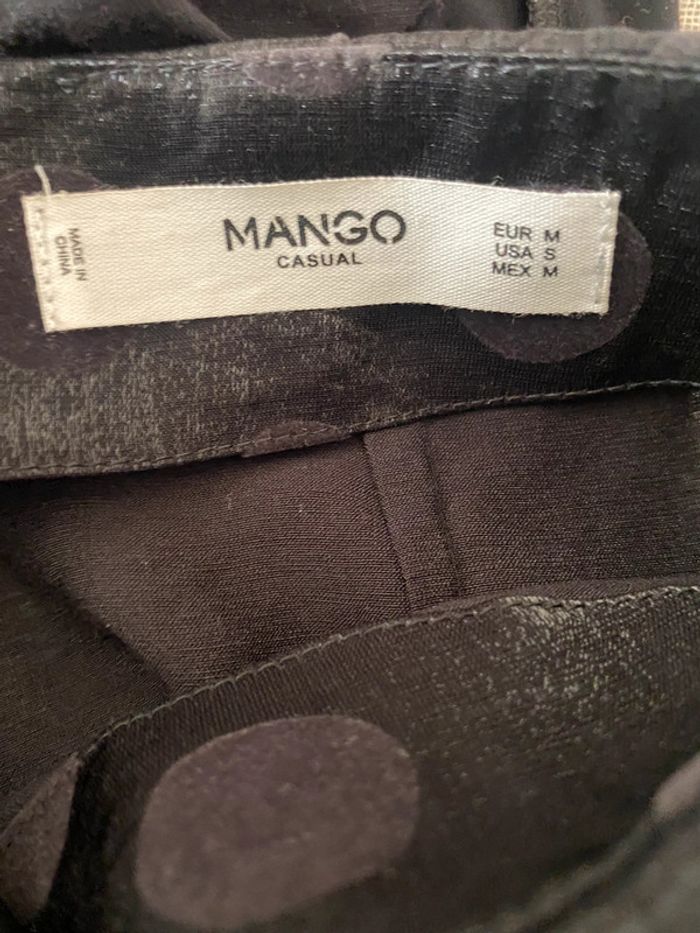 MADE IN
CHINA
MANGO
CASUAL
EUR M
USA S
MEX M